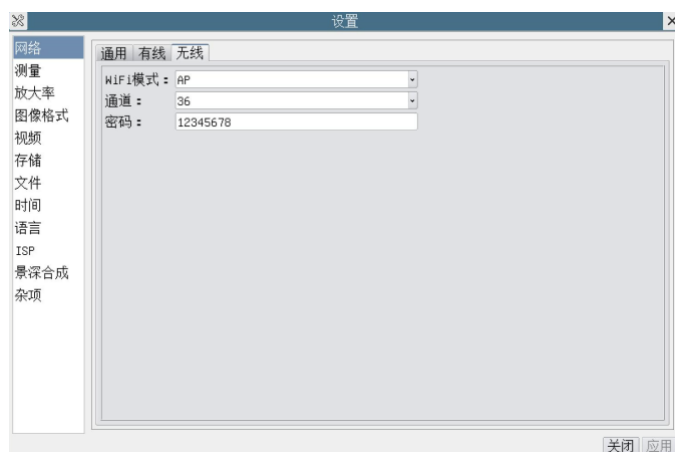 设置
网络
测量
放大率
图像格式
视频
存储
文件
时间
语言
ISP
景深合成
杂项
通用 有线 无线
WiFi模式： AP
通道： 36
密码： 12345678
关闭 应用